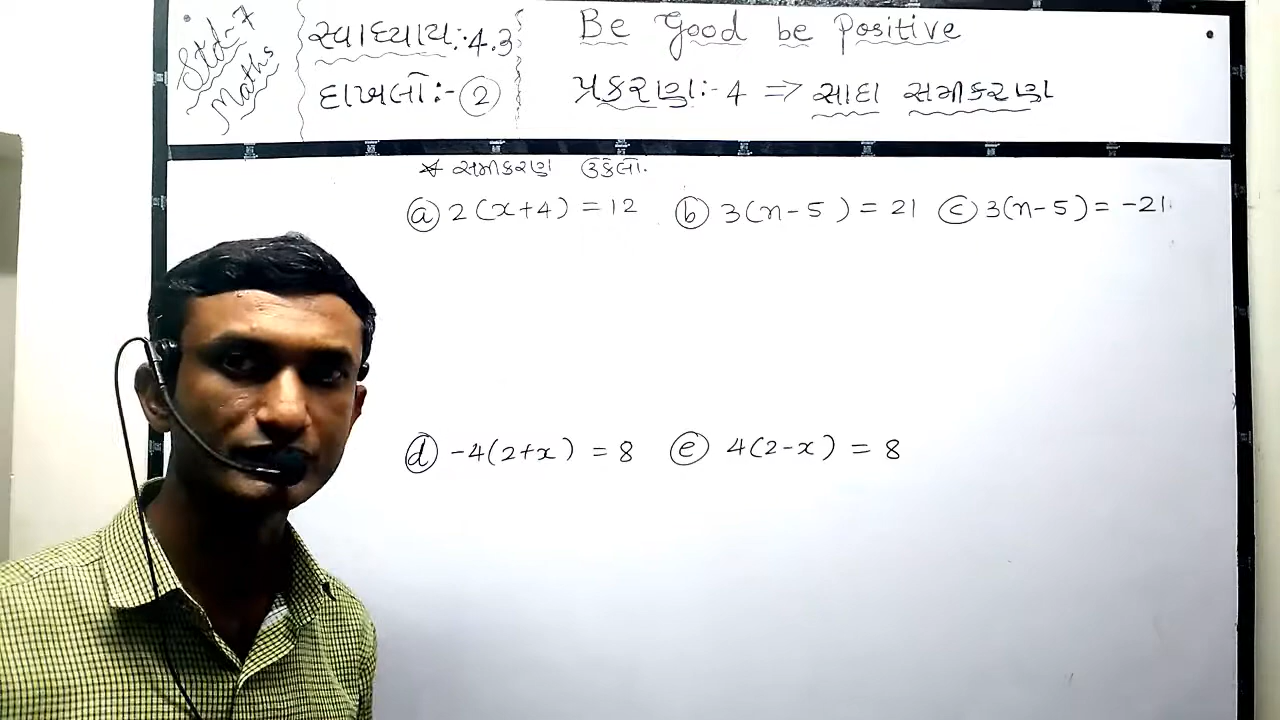 Std-7
Maths
સ્વાધ્યાય:-4.3
દાખલો:-②
Be Good be Positive
પ્રકરણ:-4 ⇒ સાદા સમીકરણ
* સમીકરણ ઉકેલો.
ⓐ 2(x+4) = 12 ⓑ 3(n-5) = 21 ⓒ 3(n-5) = -21
ⓓ -4(2+x) = 8 ⓔ 4(2-x) = 8